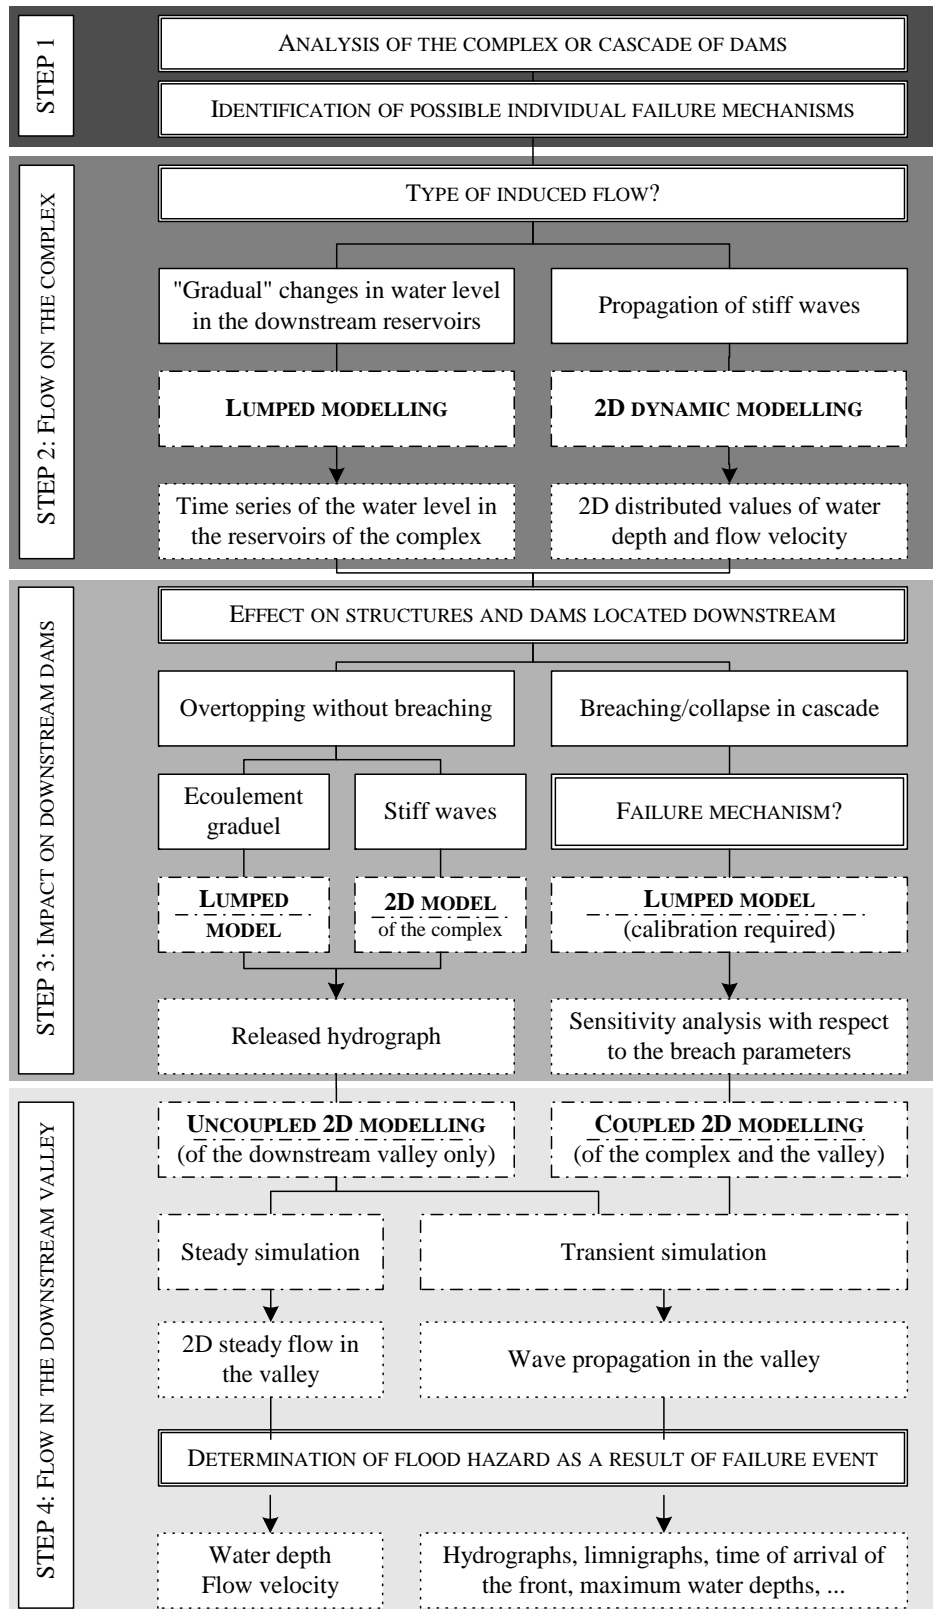 STEP 1
ANALYSIS OF THE COMPLEX OR CASCADE OF DAMS
IDENTIFICATION OF POSSIBLE INDIVIDUAL FAILURE MECHANISMS
STEP 2: FLOW ON THE COMPLEX
TYPE OF INDUCED FLOW?
"Gradual" changes in water level
in the downstream reservoirs
Propagation of stiff waves
LUMPED MODELLING
2D DYNAMIC MODELLING
Time series of the water level in
the reservoirs of the complex
2D distributed values of water
depth and flow velocity
STEP 3: IMPACT ON DOWNSTREAM DAMS
EFFECT ON STRUCTURES AND DAMS LOCATED DOWNSTREAM
Overtopping without breaching
Breaching/collapse in cascade
Ecoulement
graduel
Stiff waves
FAILURE MECHANISM?
LUMPED
MODEL
2D MODEL
of the complex
LUMPED MODEL
(calibration required)
Released hydrograph
Sensitivity analysis with respect
to the breach parameters
STEP 4: FLOW IN THE DOWNSTREAM VALLEY
UNCOUPLED 2D MODELLING
(of the downstream valley only)
COUPLED 2D MODELLING
(of the complex and the valley)
Steady simulation
Transient simulation
2D steady flow in
the valley
Wave propagation in the valley
DETERMINATION OF FLOOD HAZARD AS A RESULT OF FAILURE EVENT
Water depth
Flow velocity
Hydrographs, limnigraphs, time of arrival of
the front, maximum water depths, ...